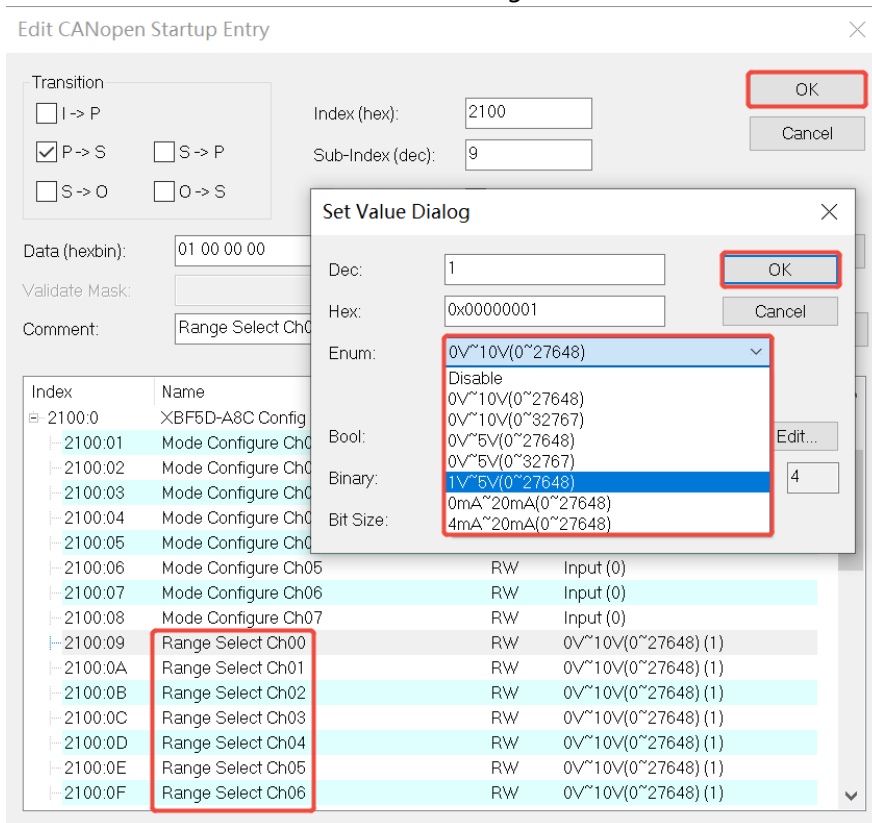 Edit CANopen Startup Entry
Transition
I -> P
P -> S
S -> P
S -> O
O -> S
Index (hex): 2100
Sub-Index (dec): 9
OK
Cancel
Data (hexbin): 01 00 00 00
Validate Mask:
Comment: Range Select Ch0
Set Value Dialog
Dec: 1
OK
Hex: 0x00000001
Cancel
Enum: 0V~10V(0~27648)
Disable
0V~10V(0~27648)
0V~10V(0~32767)
0V~5V(0~27648)
0V~5V(0~32767)
1V~5V(0~27648)
0mA~20mA(0~27648)
4mA~20mA(0~27648)
Bool:
Edit...
Binary:
4
Bit Size:
Index Name
2100:0 XBF5D-A8C Config
2100:01 Mode Configure Ch0
2100:02 Mode Configure Ch0
2100:03 Mode Configure Ch0
2100:04 Mode Configure Ch0
2100:05 Mode Configure Ch0
2100:06 Mode Configure Ch05 RW Input (0)
2100:07 Mode Configure Ch06 RW Input (0)
2100:08 Mode Configure Ch07 RW Input (0)
2100:09 Range Select Ch00 RW 0V~10V(0~27648) (1)
2100:0A Range Select Ch01 RW 0V~10V(0~27648) (1)
2100:0B Range Select Ch02 RW 0V~10V(0~27648) (1)
2100:0C Range Select Ch03 RW 0V~10V(0~27648) (1)
2100:0D Range Select Ch04 RW 0V~10V(0~27648) (1)
2100:0E Range Select Ch05 RW 0V~10V(0~27648) (1)
2100:0F Range Select Ch06 RW 0V~10V(0~27648) (1)